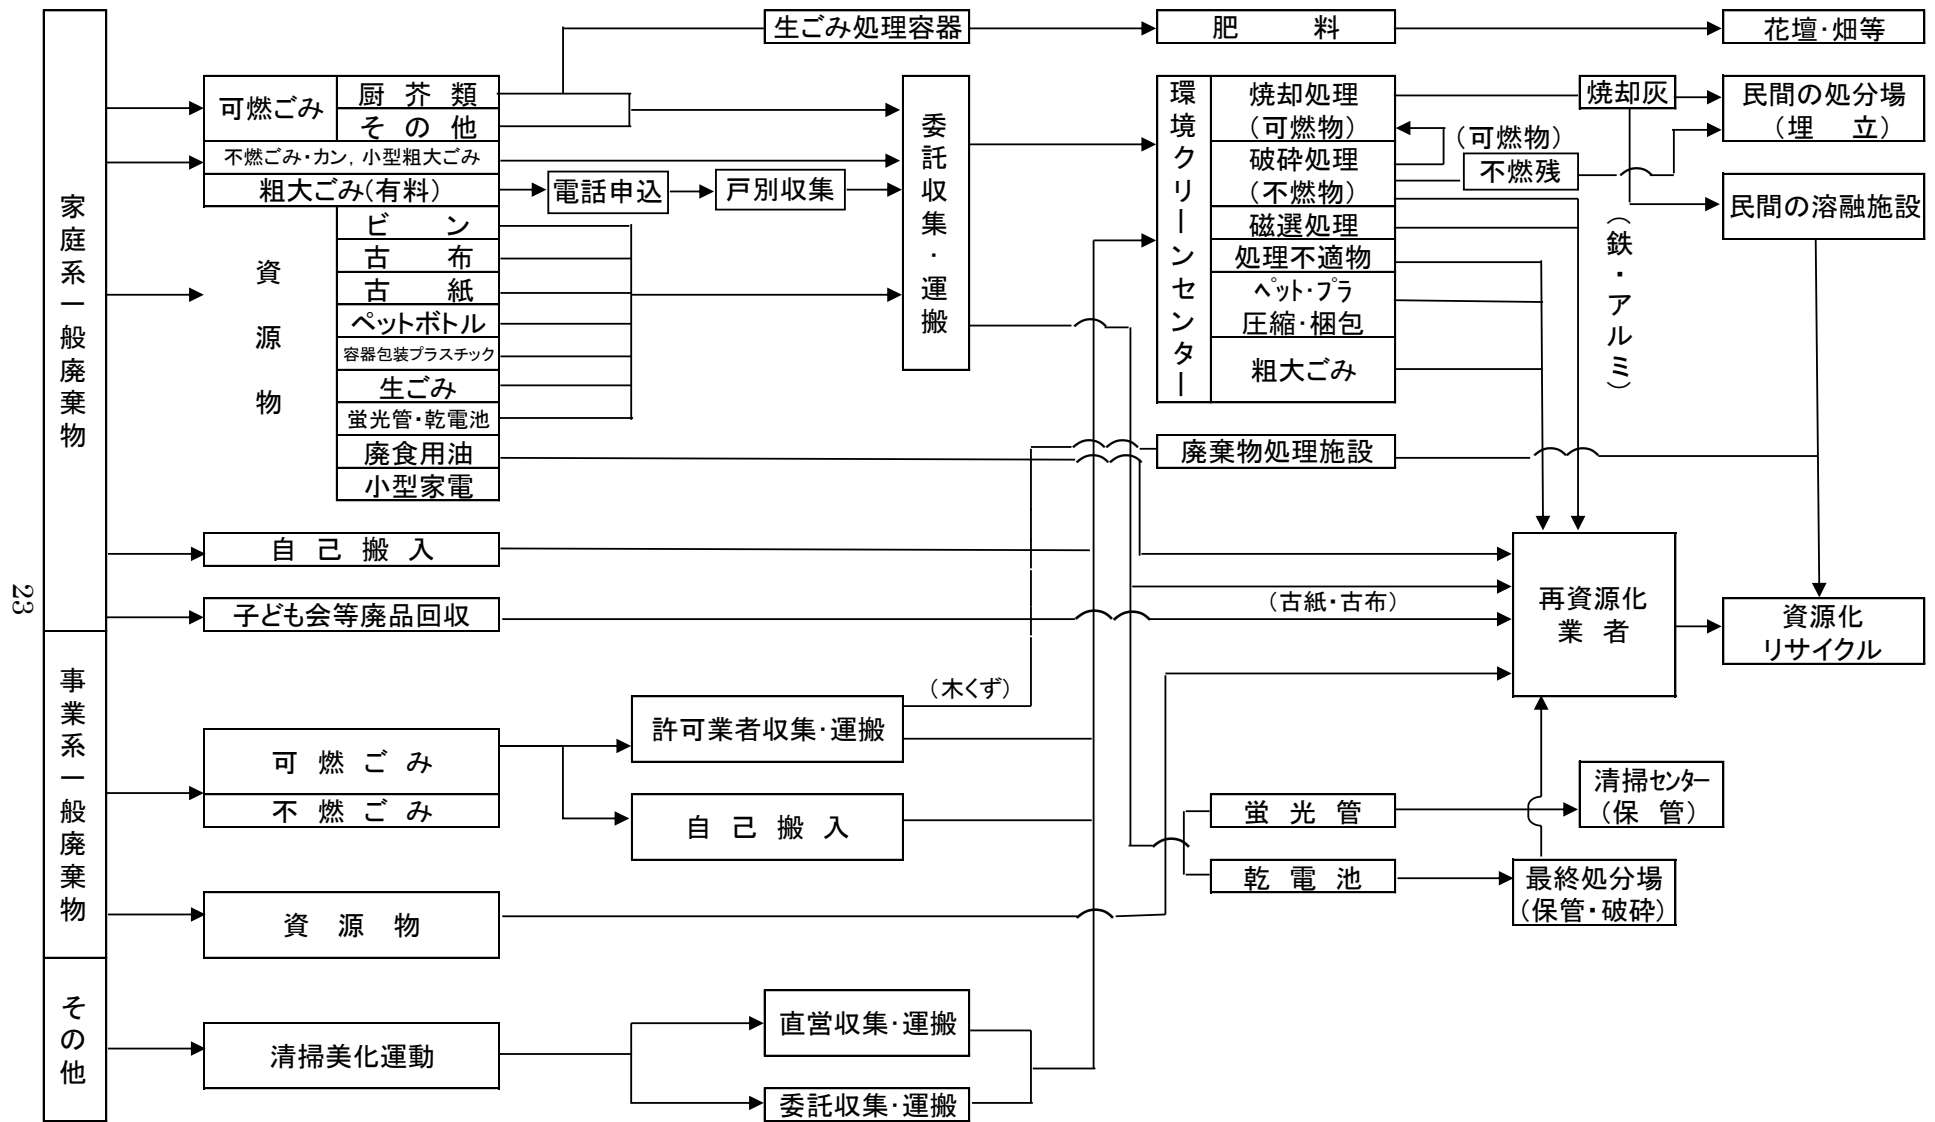 家庭系一般廃棄物
事業系一般廃棄物
その他
23
生ごみ処理容器
肥　料
花壇・畑等
可燃ごみ
厨芥類
その他
不燃ごみ・カン，小型粗大ごみ
粗大ごみ（有料）
電話申込
戸別収集
資源物
ビン
古布
古紙
ペットボトル
容器包装プラスチック
生ごみ
蛍光管・乾電池
廃食用油
小型家電
委託収集・運搬
環境クリーンセンター
焼却処理
（可燃物）
破砕処理
（不燃物）
磁選処理
処理不適物
ペット・プラ
圧縮・梱包
粗大ごみ
（可燃物）
不燃残
焼却灰
民間の処分場
（埋　立）
民間の溶融施設
（鉄・アルミ）
廃棄物処理施設
自己搬入
子ども会等廃品回収
（古紙・古布）
再資源化
業者
資源化
リサイクル
（木くず）
可燃ごみ
不燃ごみ
許可業者収集・運搬
自己搬入
資源物
蛍光管
乾電池
清掃センター
（保　管）
最終処分場
（保管・破砕）
清掃美化運動
直営収集・運搬
委託収集・運搬